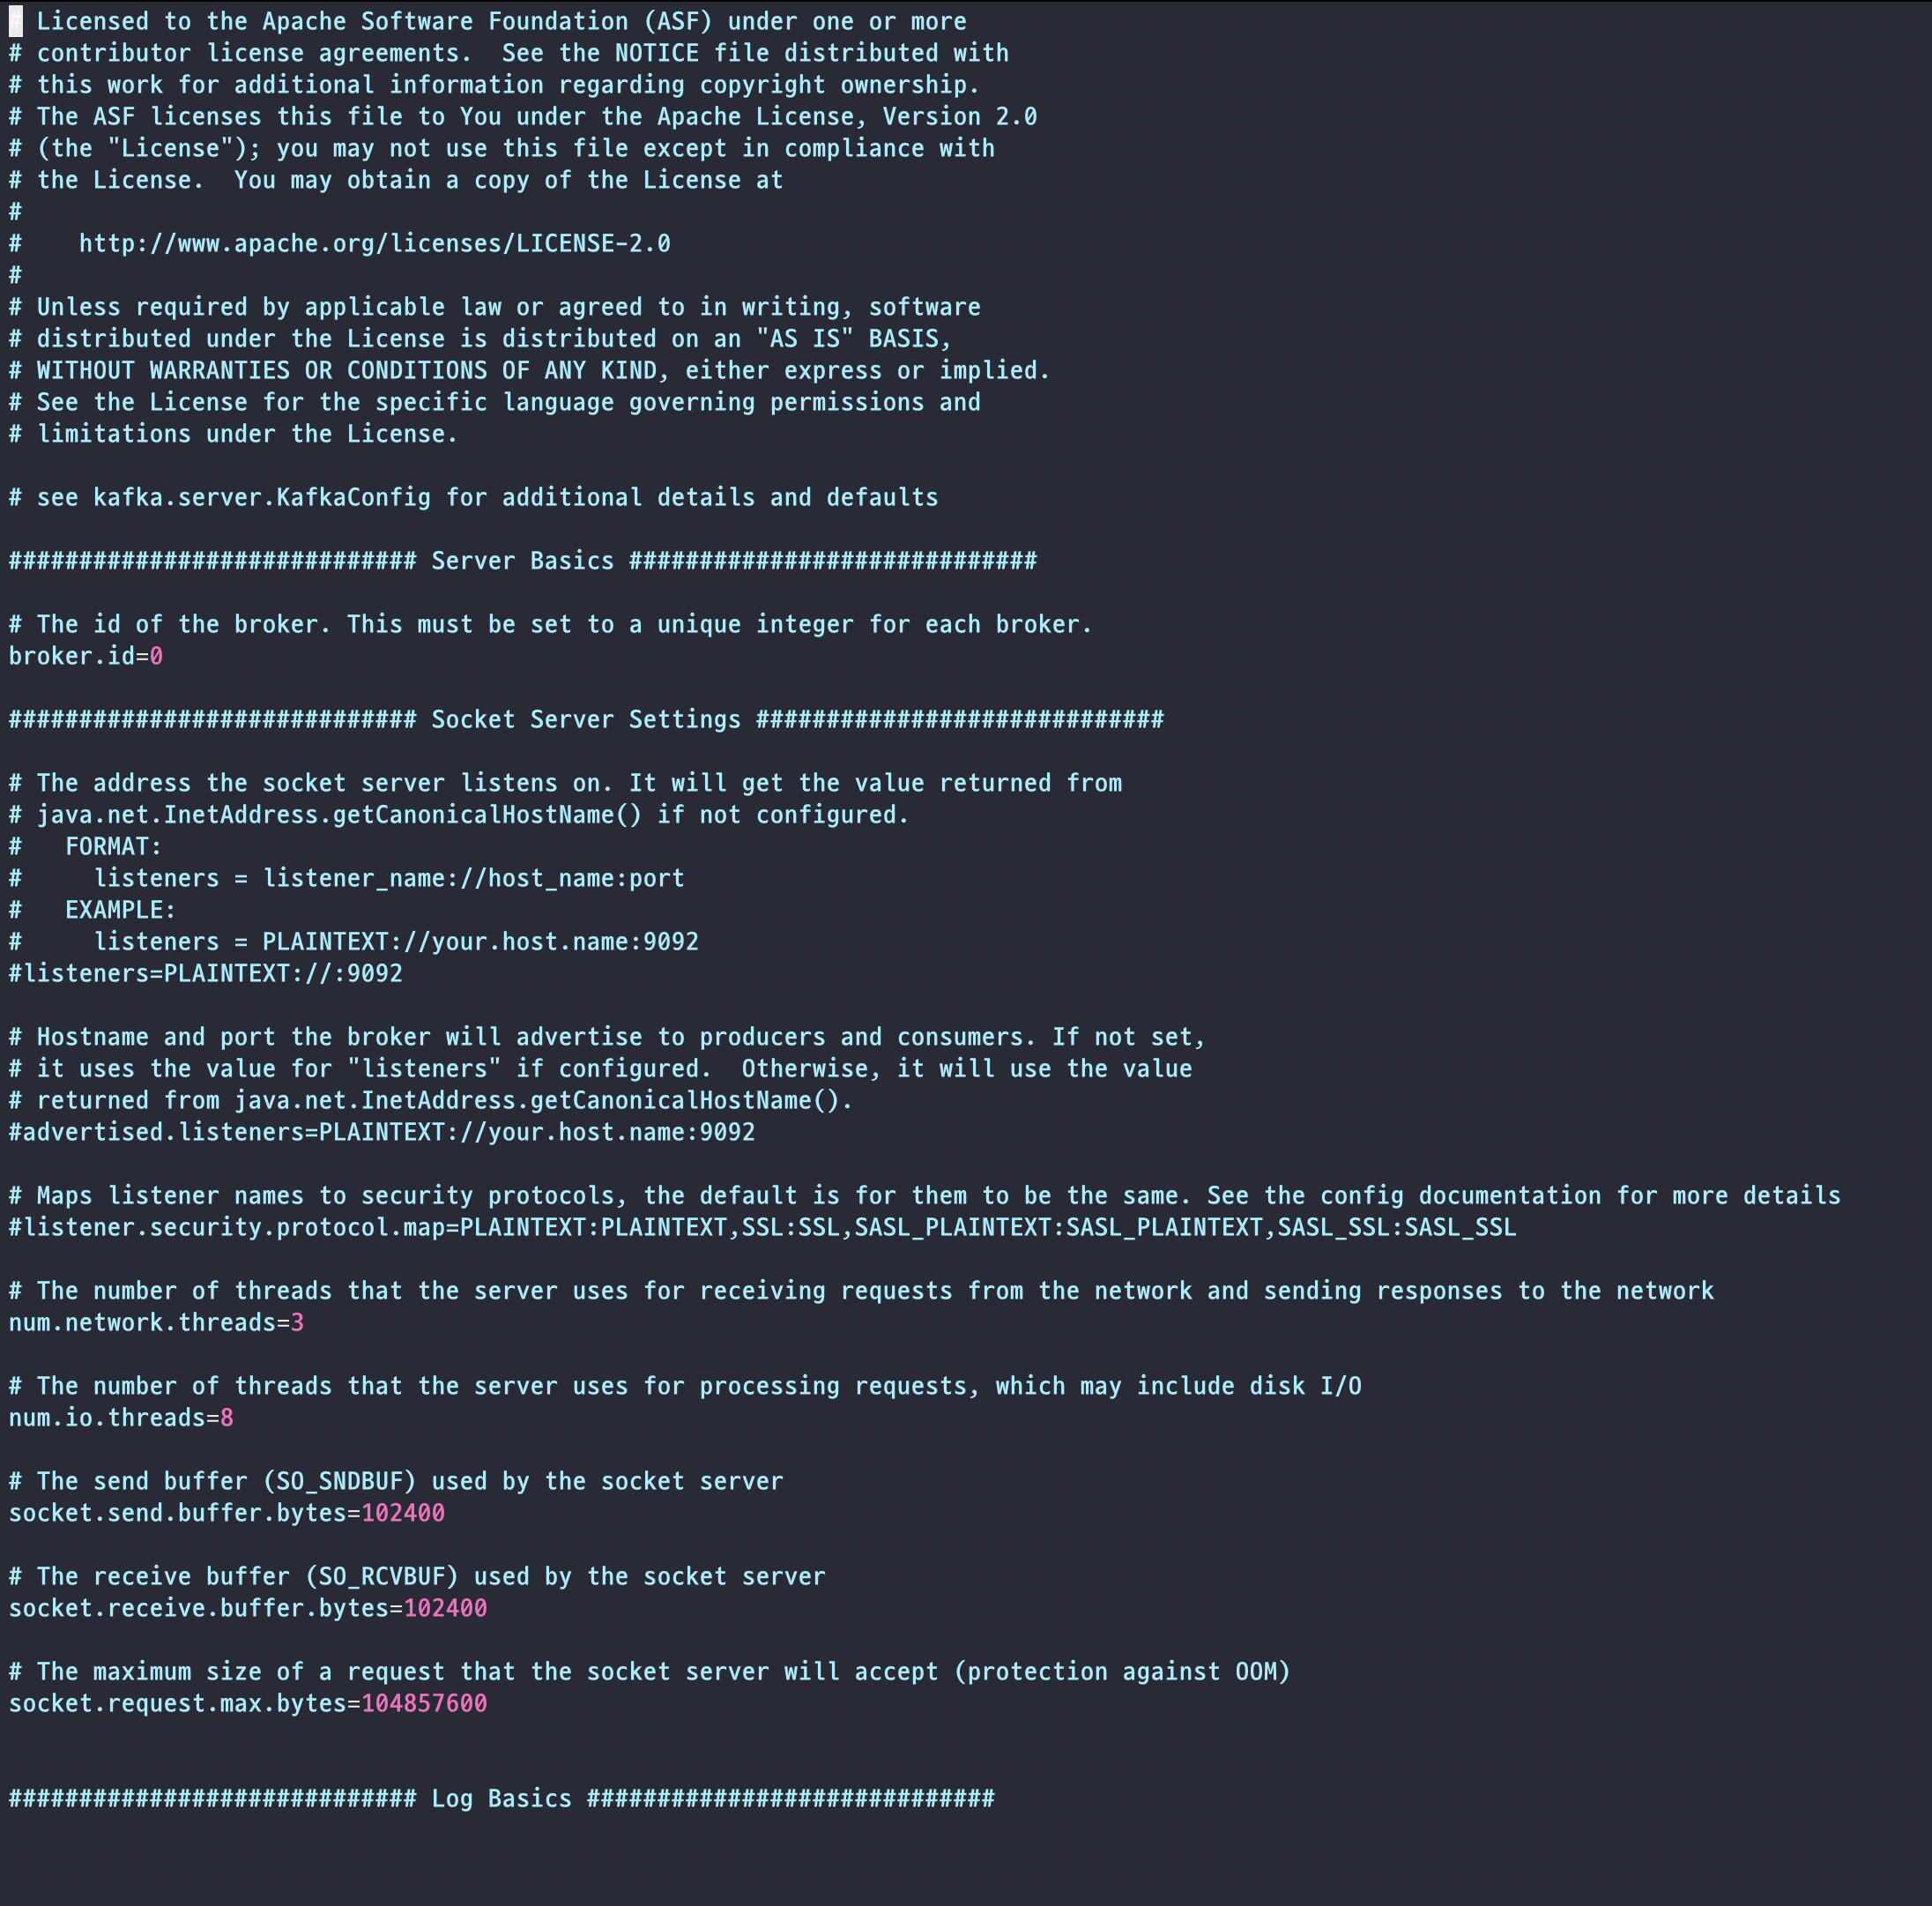 # Licensed to the Apache Software Foundation (ASF) under one or more
# contributor license agreements.  See the NOTICE file distributed with
# this work for additional information regarding copyright ownership.
# The ASF licenses this file to You under the Apache License, Version 2.0
# (the "License"); you may not use this file except in compliance with
# the License.  You may obtain a copy of the License at
#
#    http://www.apache.org/licenses/LICENSE-2.0
#
# Unless required by applicable law or agreed to in writing, software
# distributed under the License is distributed on an "AS IS" BASIS,
# WITHOUT WARRANTIES OR CONDITIONS OF ANY KIND, either express or implied.
# See the License for the specific language governing permissions and
# limitations under the License.

# see kafka.server.KafkaConfig for additional details and defaults

############################# Server Basics #############################

# The id of the broker. This must be set to a unique integer for each broker.
broker.id=0

############################# Socket Server Settings #############################

# The address the socket server listens on. It will get the value returned from
# java.net.InetAddress.getCanonicalHostName() if not configured.
#   FORMAT:
#     listeners = listener_name://host_name:port
#   EXAMPLE:
#     listeners = PLAINTEXT://your.host.name:9092
#listeners=PLAINTEXT://:9092

# Hostname and port the broker will advertise to producers and consumers. If not set,
# it uses the value for "listeners" if configured.  Otherwise, it will use the value
# returned from java.net.InetAddress.getCanonicalHostName().
#advertised.listeners=PLAINTEXT://your.host.name:9092

# Maps listener names to security protocols, the default is for them to be the same. See the config documentation for more details
#listener.security.protocol.map=PLAINTEXT:PLAINTEXT,SSL:SSL,SASL_PLAINTEXT:SASL_PLAINTEXT,SASL_SSL:SASL_SSL

# The number of threads that the server uses for receiving requests from the network and sending responses to the network
num.network.threads=3

# The number of threads that the server uses for processing requests, which may include disk I/O
num.io.threads=8

# The send buffer (SO_SNDBUF) used by the socket server
socket.send.buffer.bytes=102400

# The receive buffer (SO_RCVBUF) used by the socket server
socket.receive.buffer.bytes=102400

# The maximum size of a request that the socket server will accept (protection against OOM)
socket.request.max.bytes=104857600

############################# Log Basics #############################